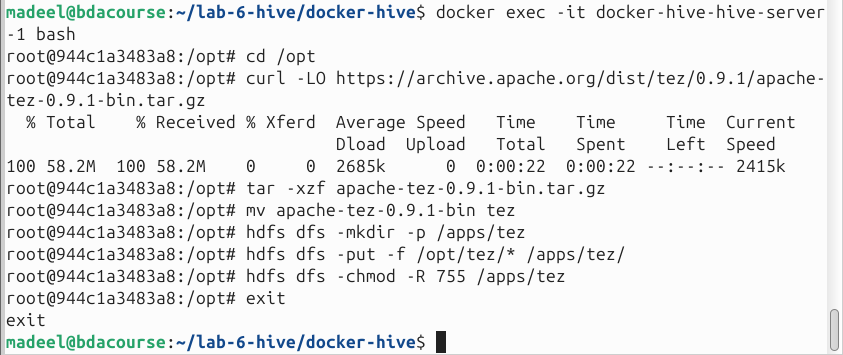 madeel@bdacourse:~/lab-6-hive/docker-hive$ docker exec -it docker-hive-hive-server
-1 bash
root@944c1a3483a8:/opt# cd /opt
root@944c1a3483a8:/opt# curl -LO https://archive.apache.org/dist/tez/0.9.1/apache-
tez-0.9.1-bin.tar.gz
  % Total    % Received % Xferd  Average Speed   Time    Time     Time  Current
                                 Dload  Upload   Total   Spent    Left  Speed
100 58.2M  100 58.2M    0     0  2685k      0  0:00:22  0:00:22 --:--:-- 2415k
root@944c1a3483a8:/opt# tar -xzf apache-tez-0.9.1-bin.tar.gz
root@944c1a3483a8:/opt# mv apache-tez-0.9.1-bin tez
root@944c1a3483a8:/opt# hdfs dfs -mkdir -p /apps/tez
root@944c1a3483a8:/opt# hdfs dfs -put -f /opt/tez/* /apps/tez/
root@944c1a3483a8:/opt# hdfs dfs -chmod -R 755 /apps/tez
root@944c1a3483a8:/opt# exit
exit
madeel@bdacourse:~/lab-6-hive/docker-hive$